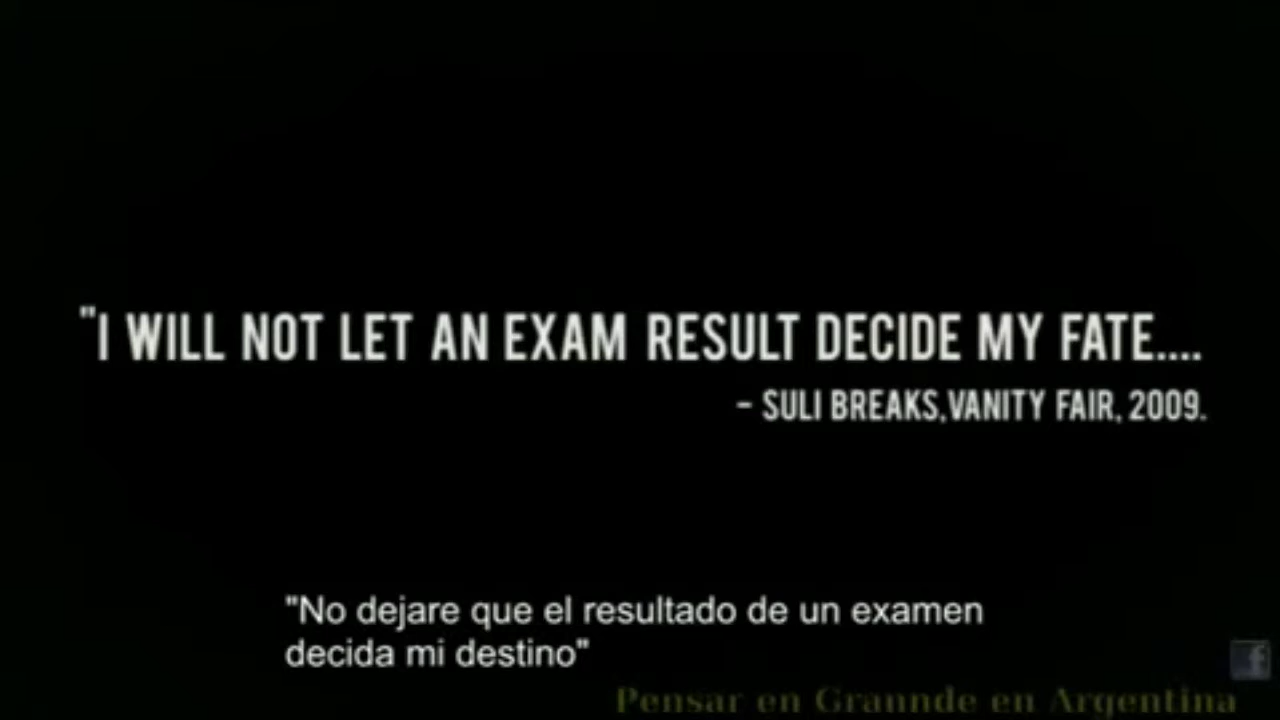 "I WILL NOT LET AN EXAM RESULT DECIDE MY FATE....
- SULI BREAKS,VANITY FAIR, 2009.
"No dejare que el resultado de un examen
decida mi destino"
f
Pensar en Grannde en Argentina